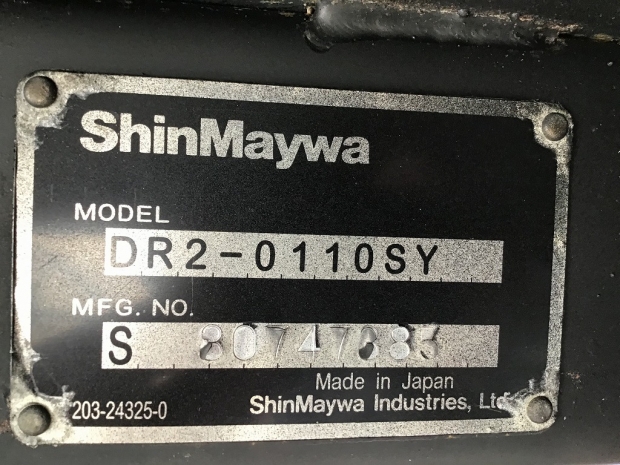 ShinMaywa
MODEL
DR2-0110SY
MFG. NO.
S
Made in Japan
203-24325-0
ShinMaywa Industries, Ltd.